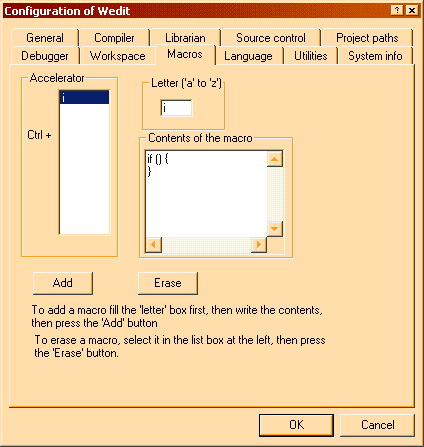 Configuration of Wedit
General Compiler Librarian Source control Project paths
Debugger Workspace Macros Language Utilities System info
Accelerator
Letter ('a' to 'z')
i
i
Ctrl +
Contents of the macro
if () {
}
Add Erase
To add a macro fill the 'letter' box first, then write the contents,
then press the 'Add' button
To erase a macro, select it in the list box at the left, then press
the 'Erase' button.
OK Cancel